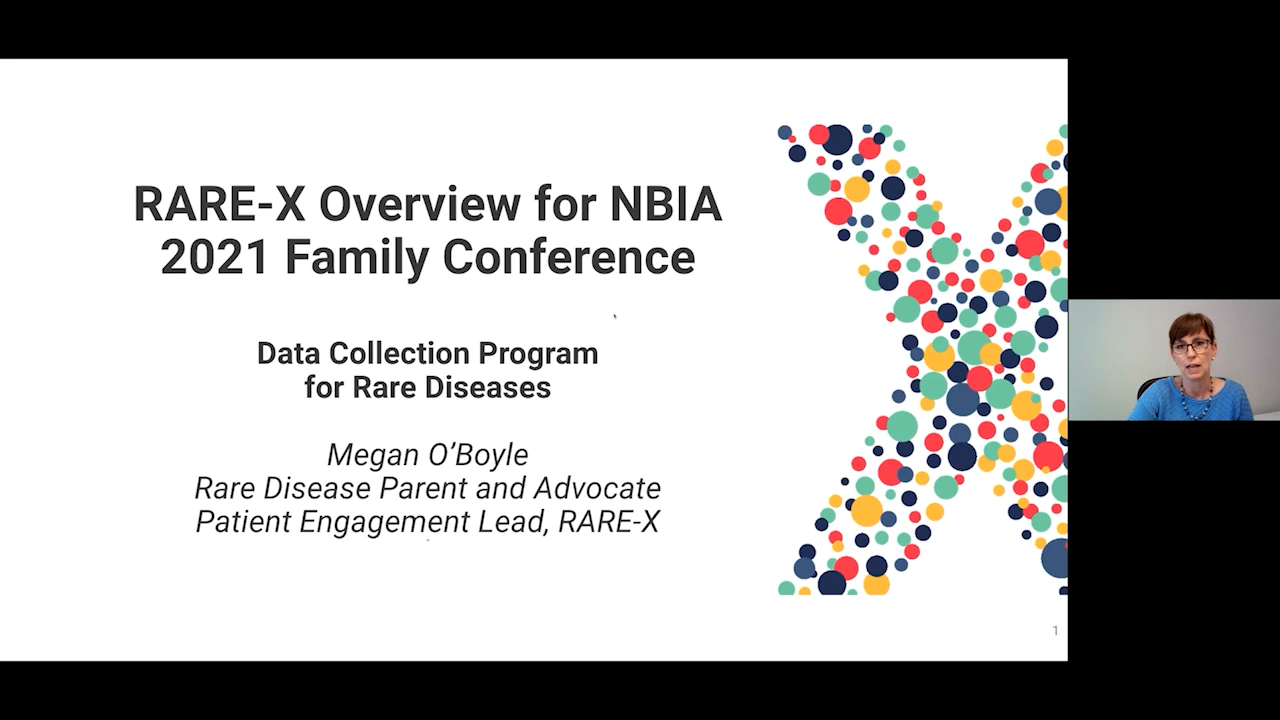 RARE-X Overview for NBIA
2021 Family Conference
Data Collection Program
for Rare Diseases
Megan O’Boyle
Rare Disease Parent and Advocate
Patient Engagement Lead, RARE-X
1